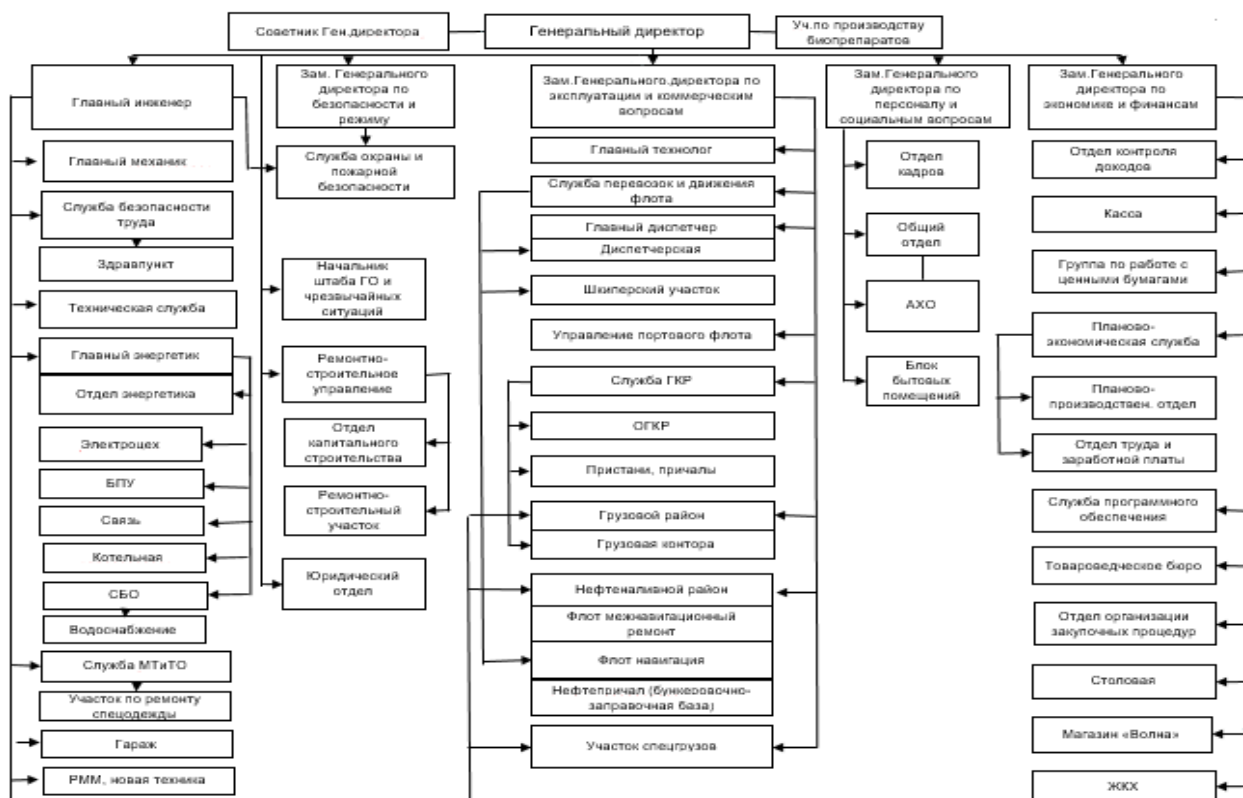 Советник Ген.директора
Генеральный директор
Уч.по производству
биопрепаратов
Главный инженер
Зам. Генерального
директора по
безопасности и
режиму
Зам.Генерального.директора по
эксплуатации и коммерческим
вопросам
Зам.Генерального
директора по
персоналу и
социальным вопросам
Зам.Генерального
директора по
экономике и финансам
Главный механик
Служба безопасности
труда
Здравпункт
Техническая служба
Главный энергетик
Отдел энергетика
Электроцех
БПУ
Связь
Котельная
СБО
Водоснабжение
Служба МТиТО
Участок по ремонту
спецодежды
Гараж
РММ, новая техника
Служба охраны и
пожарной
безопасности
Начальник
штаба ГО и
чрезвычайных
ситуаций
Ремонтно-
строительное
управление
Отдел
капитального
строительства
Ремонтно-
строительный
участок
Юридический
отдел
Главный технолог
Служба перевозок и движения
флота
Главный диспетчер
Диспетчерская
Шкиперский участок
Управление портового флота
Служба ГКР
ОГКР
Пристани, причалы
Грузовой район
Грузовая контора
Нефтеналивной район
Флот межнавигационный
ремонт
Флот навигация
Нефтепричал (бункеровочно-
заправочная база)
Участок спецгрузов
Отдел
кадров
Общий
отдел
АХО
Блок
бытовых
помещений
Отдел контроля
доходов
Касса
Группа по работе с
ценными бумагами
Планово-
экономическая служба
Планово-
производствен. отдел
Отдел труда и
заработной платы
Служба программного
обеспечения
Товароведческое бюро
Отдел организации
закупочных процедур
Столовая
Магазин «Волна»
ЖКХ